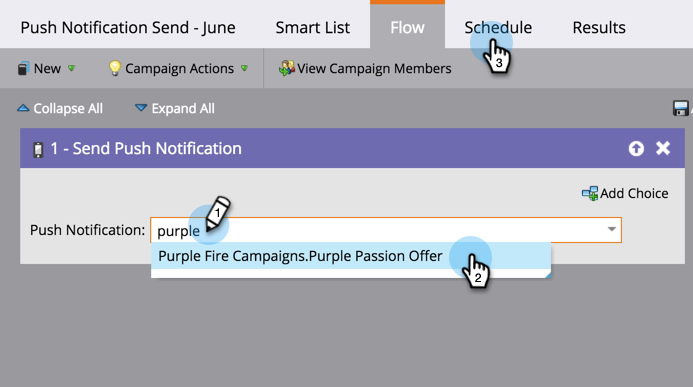 Push Notification Send - June Smart List Flow Schedule Results
3
New Campaign Actions View Campaign Members
Collapse All Expand All
1 - Send Push Notification
Add Choice
Push Notification: purple
1
Purple Fire Campaigns.Purple Passion Offer
2